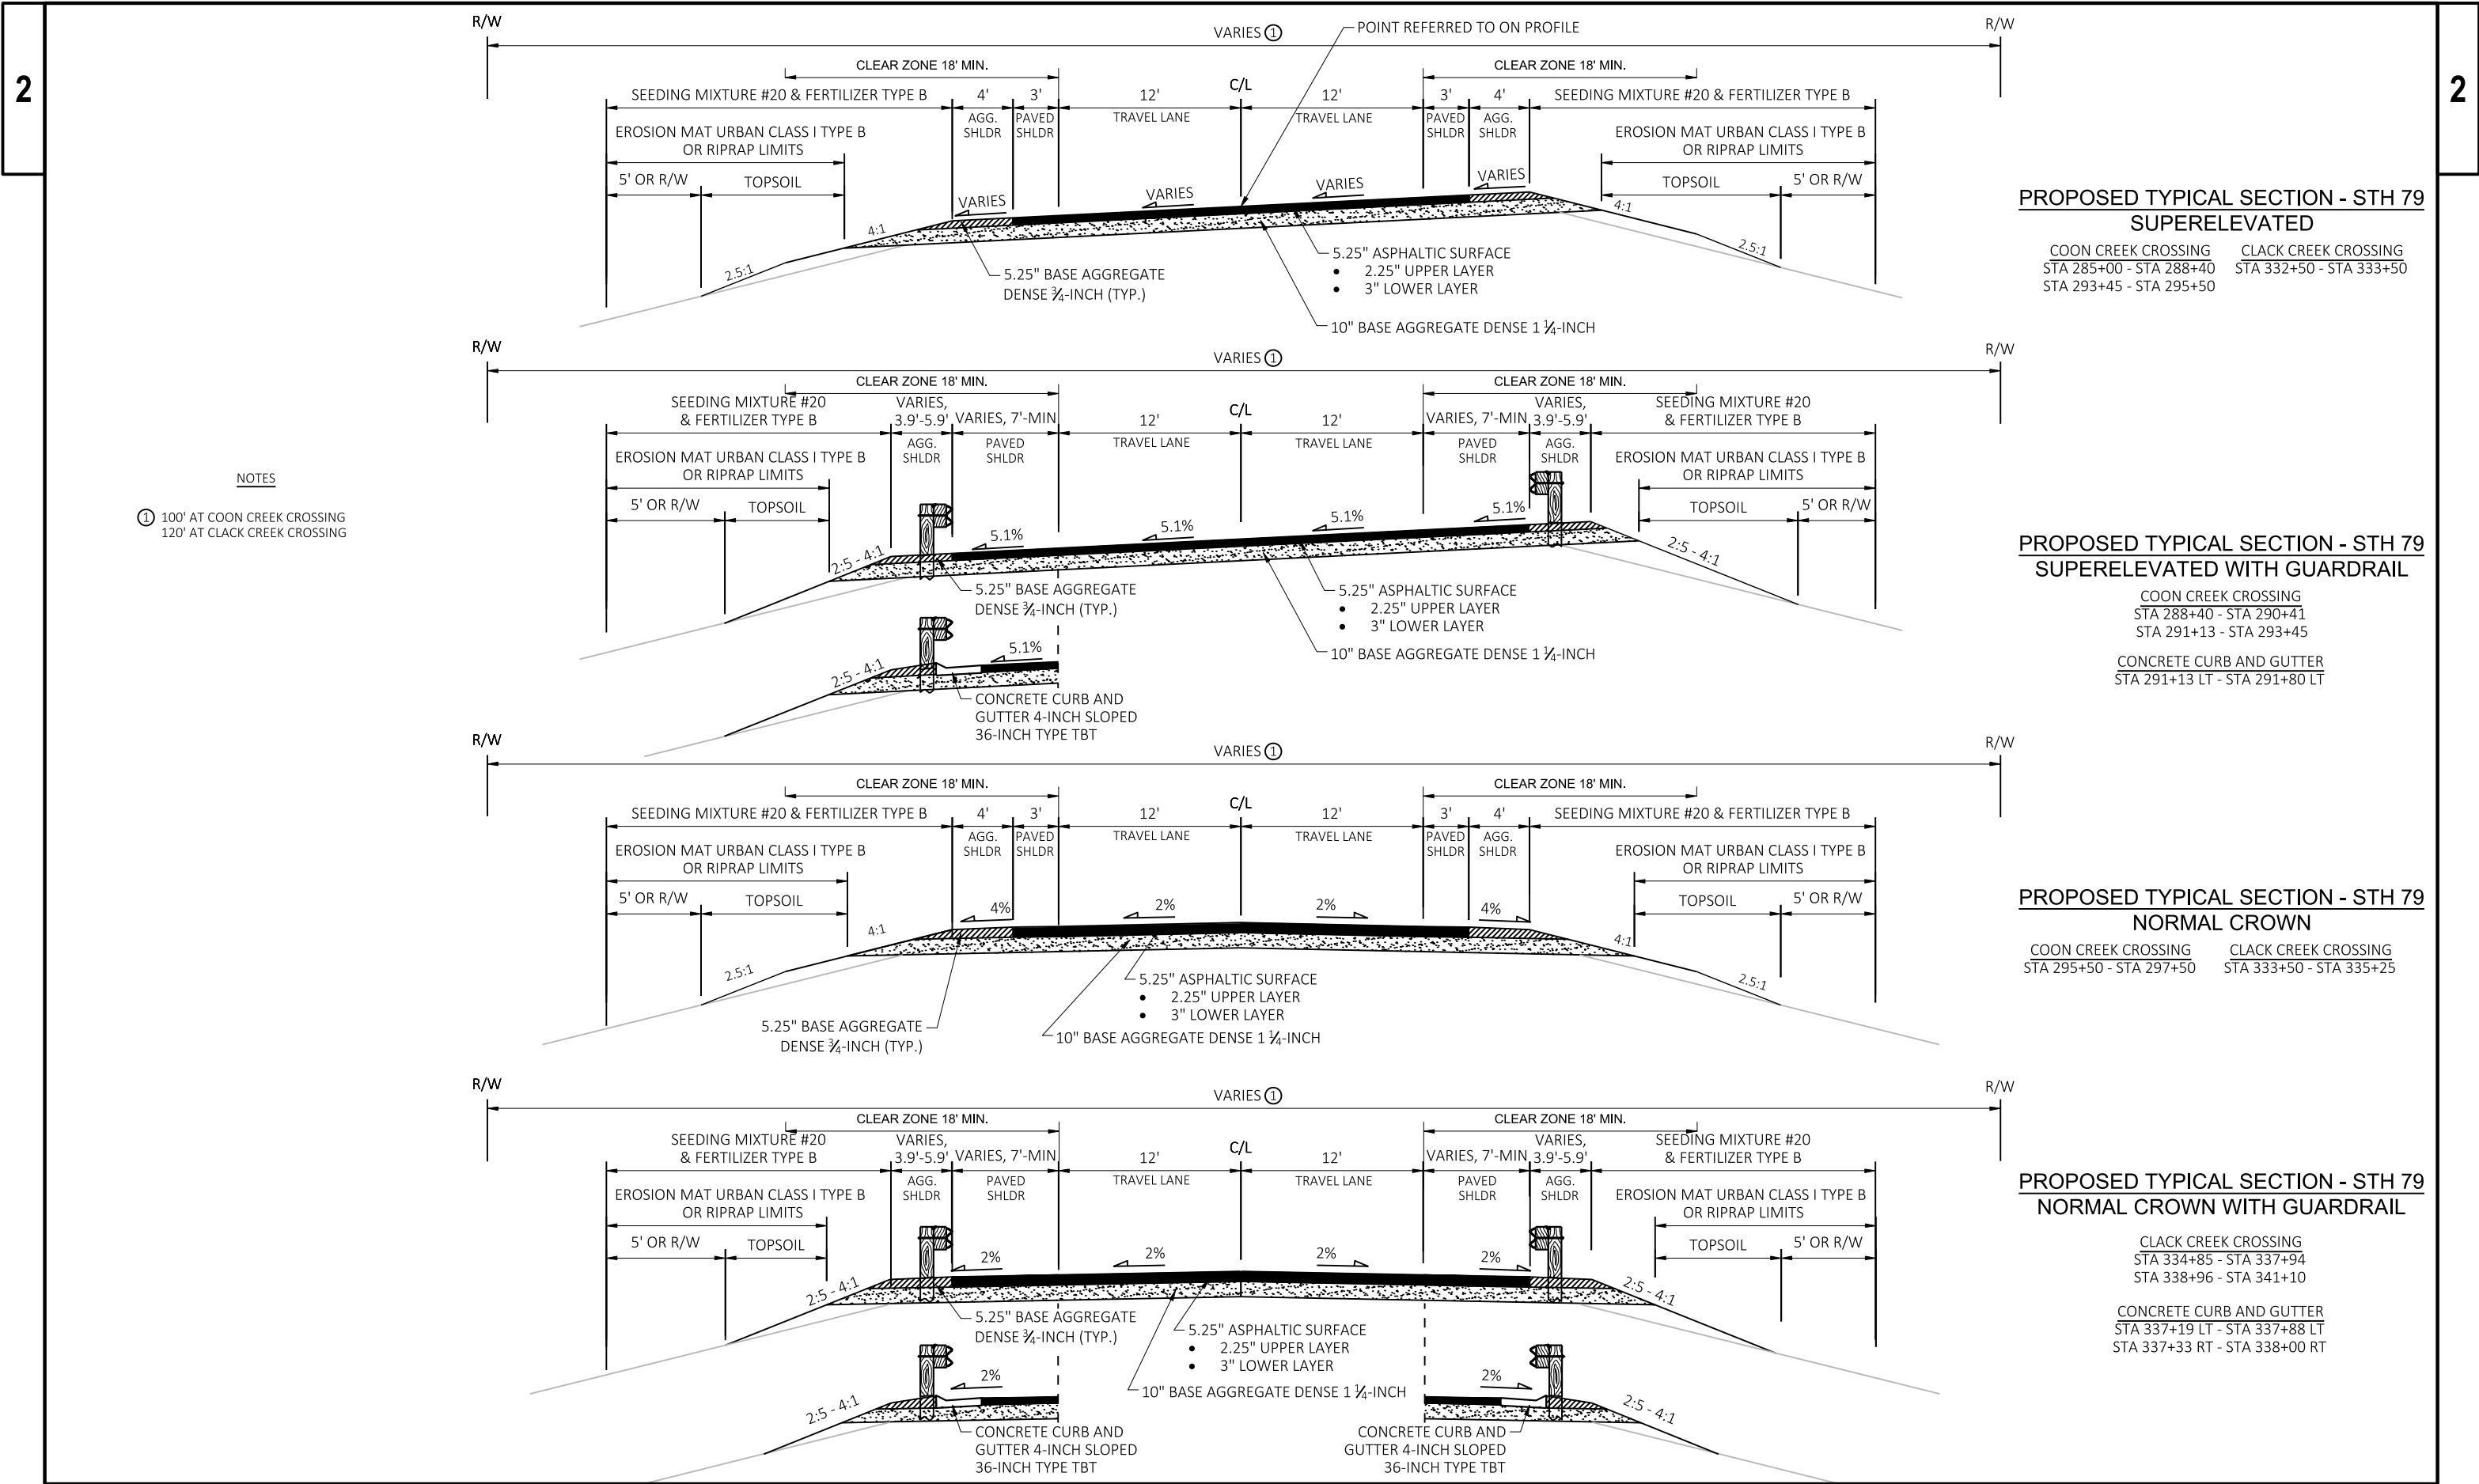 2
2
R/W
R/W
VARIES ①
POINT REFERRED TO ON PROFILE
CLEAR ZONE 18' MIN.
CLEAR ZONE 18' MIN.
C/L
SEEDING MIXTURE #20 & FERTILIZER TYPE B
4'
3'
12'
12'
3'
4'
SEEDING MIXTURE #20 & FERTILIZER TYPE B
AGG.
SHLDR
PAVED
SHLDR
TRAVEL LANE
TRAVEL LANE
PAVED
SHLDR
AGG.
SHLDR
EROSION MAT URBAN CLASS I TYPE B
OR RIPRAP LIMITS
EROSION MAT URBAN CLASS I TYPE B
OR RIPRAP LIMITS
5' OR R/W
TOPSOIL
TOPSOIL
5' OR R/W
VARIES
VARIES
VARIES
VARIES
2.5:1
4:1
4:1
2.5:1
5.25" BASE AGGREGATE
DENSE ¾-INCH (TYP.)
5.25" ASPHALTIC SURFACE
• 2.25" UPPER LAYER
• 3" LOWER LAYER
10" BASE AGGREGATE DENSE 1 ¼-INCH
PROPOSED TYPICAL SECTION - STH 79
SUPERELEVATED
COON CREEK CROSSING
STA 285+00 - STA 288+40
STA 293+45 - STA 295+50
CLACK CREEK CROSSING
STA 332+50 - STA 333+50
NOTES
① 100' AT COON CREEK CROSSING
120' AT CLACK CREEK CROSSING
R/W
R/W
VARIES ①
CLEAR ZONE 18' MIN.
CLEAR ZONE 18' MIN.
C/L
SEEDING MIXTURE #20
& FERTILIZER TYPE B
VARIES,
3.9'-5.9'
VARIES, 7'-MIN
12'
12'
VARIES, 7'-MIN
VARIES,
3.9'-5.9'
SEEDING MIXTURE #20
& FERTILIZER TYPE B
AGG.
SHLDR
PAVED
SHLDR
TRAVEL LANE
TRAVEL LANE
PAVED
SHLDR
AGG.
SHLDR
EROSION MAT URBAN CLASS I TYPE B
OR RIPRAP LIMITS
EROSION MAT URBAN CLASS I TYPE B
OR RIPRAP LIMITS
5' OR R/W
TOPSOIL
TOPSOIL
5' OR R/W
5.1%
5.1%
5.1%
5.1%
2:5 - 4:1
2:5 - 4:1
5.25" BASE AGGREGATE
DENSE ¾-INCH (TYP.)
5.25" ASPHALTIC SURFACE
• 2.25" UPPER LAYER
• 3" LOWER LAYER
10" BASE AGGREGATE DENSE 1 ¼-INCH
5.1%
2:5 - 4:1
CONCRETE CURB AND
GUTTER 4-INCH SLOPED
36-INCH TYPE TBT
PROPOSED TYPICAL SECTION - STH 79
SUPERELEVATED WITH GUARDRAIL
COON CREEK CROSSING
STA 288+40 - STA 290+41
STA 291+13 - STA 293+45
CONCRETE CURB AND GUTTER
STA 291+13 LT - STA 291+80 LT
R/W
R/W
VARIES ①
CLEAR ZONE 18' MIN.
CLEAR ZONE 18' MIN.
C/L
SEEDING MIXTURE #20 & FERTILIZER TYPE B
4'
3'
12'
12'
3'
4'
SEEDING MIXTURE #20 & FERTILIZER TYPE B
AGG.
SHLDR
PAVED
SHLDR
TRAVEL LANE
TRAVEL LANE
PAVED
SHLDR
AGG.
SHLDR
EROSION MAT URBAN CLASS I TYPE B
OR RIPRAP LIMITS
EROSION MAT URBAN CLASS I TYPE B
OR RIPRAP LIMITS
5' OR R/W
TOPSOIL
TOPSOIL
5' OR R/W
4%
2%
2%
4%
2.5:1
4:1
4:1
2.5:1
5.25" ASPHALTIC SURFACE
• 2.25" UPPER LAYER
• 3" LOWER LAYER
5.25" BASE AGGREGATE
DENSE ¾-INCH (TYP.)
10" BASE AGGREGATE DENSE 1 ¼-INCH
PROPOSED TYPICAL SECTION - STH 79
NORMAL CROWN
COON CREEK CROSSING
STA 295+50 - STA 297+50
CLACK CREEK CROSSING
STA 333+50 - STA 335+25
R/W
R/W
VARIES ①
CLEAR ZONE 18' MIN.
CLEAR ZONE 18' MIN.
C/L
SEEDING MIXTURE #20
& FERTILIZER TYPE B
VARIES,
3.9'-5.9'
VARIES, 7'-MIN
12'
12'
VARIES, 7'-MIN
VARIES,
3.9'-5.9'
SEEDING MIXTURE #20
& FERTILIZER TYPE B
AGG.
SHLDR
PAVED
SHLDR
TRAVEL LANE
TRAVEL LANE
PAVED
SHLDR
AGG.
SHLDR
EROSION MAT URBAN CLASS I TYPE B
OR RIPRAP LIMITS
EROSION MAT URBAN CLASS I TYPE B
OR RIPRAP LIMITS
5' OR R/W
TOPSOIL
TOPSOIL
5' OR R/W
2%
2%
2%
2%
2:5 - 4:1
2:5 - 4:1
5.25" BASE AGGREGATE
DENSE ¾-INCH (TYP.)
5.25" ASPHALTIC SURFACE
• 2.25" UPPER LAYER
• 3" LOWER LAYER
10" BASE AGGREGATE DENSE 1 ¼-INCH
2%
2%
2:5 - 4:1
2:5 - 4:1
CONCRETE CURB AND
GUTTER 4-INCH SLOPED
36-INCH TYPE TBT
CONCRETE CURB AND
GUTTER 4-INCH SLOPED
36-INCH TYPE TBT
PROPOSED TYPICAL SECTION - STH 79
NORMAL CROWN WITH GUARDRAIL
CLACK CREEK CROSSING
STA 334+85 - STA 337+94
STA 338+96 - STA 341+10
CONCRETE CURB AND GUTTER
STA 337+19 LT - STA 337+88 LT
STA 337+33 RT - STA 338+00 RT